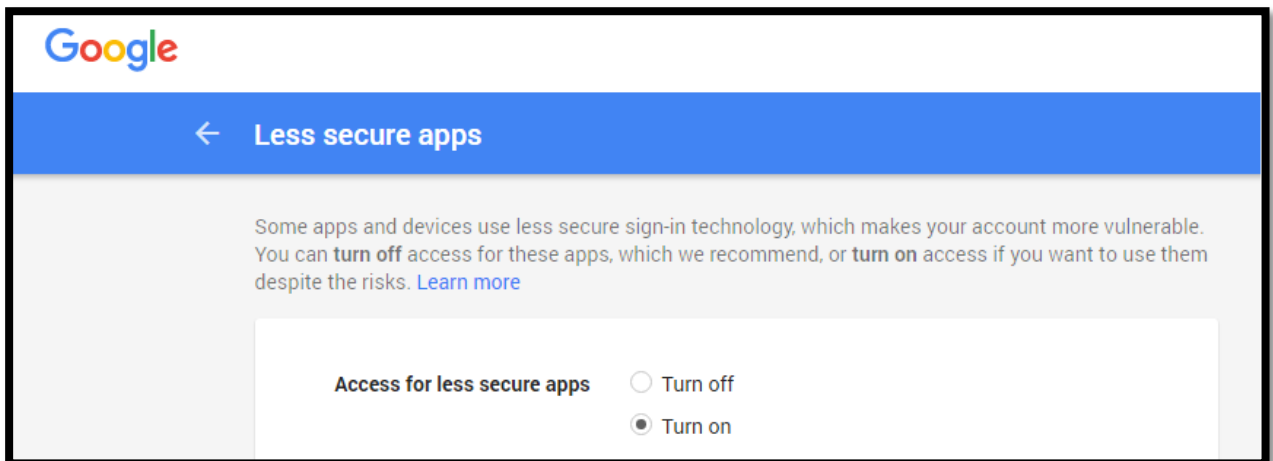 Google
Less secure apps
Some apps and devices use less secure sign-in technology, which makes your account more vulnerable.
You can turn off access for these apps, which we recommend, or turn on access if you want to use them
despite the risks. Learn more
Access for less secure apps Turn off
Turn on